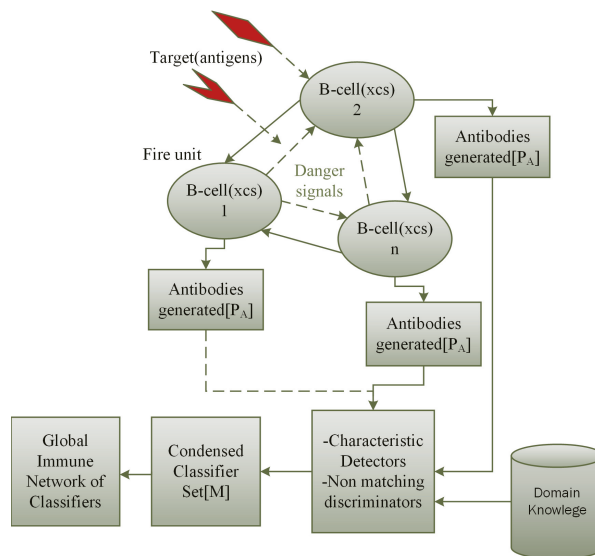 Target(antigens)
B-cell(xcs)
2
Antibodies
generated[PA]
Fire unit
Danger
signals
B-cell(xcs)
1
B-cell(xcs)
n
Antibodies
generated[PA]
Antibodies
generated[PA]
Global
Immune
Network of
Classifiers
Condensed
Classifier
Set[M]
-Characteristic
Detectors
-Non matching
discriminators
Domain
Knowlege